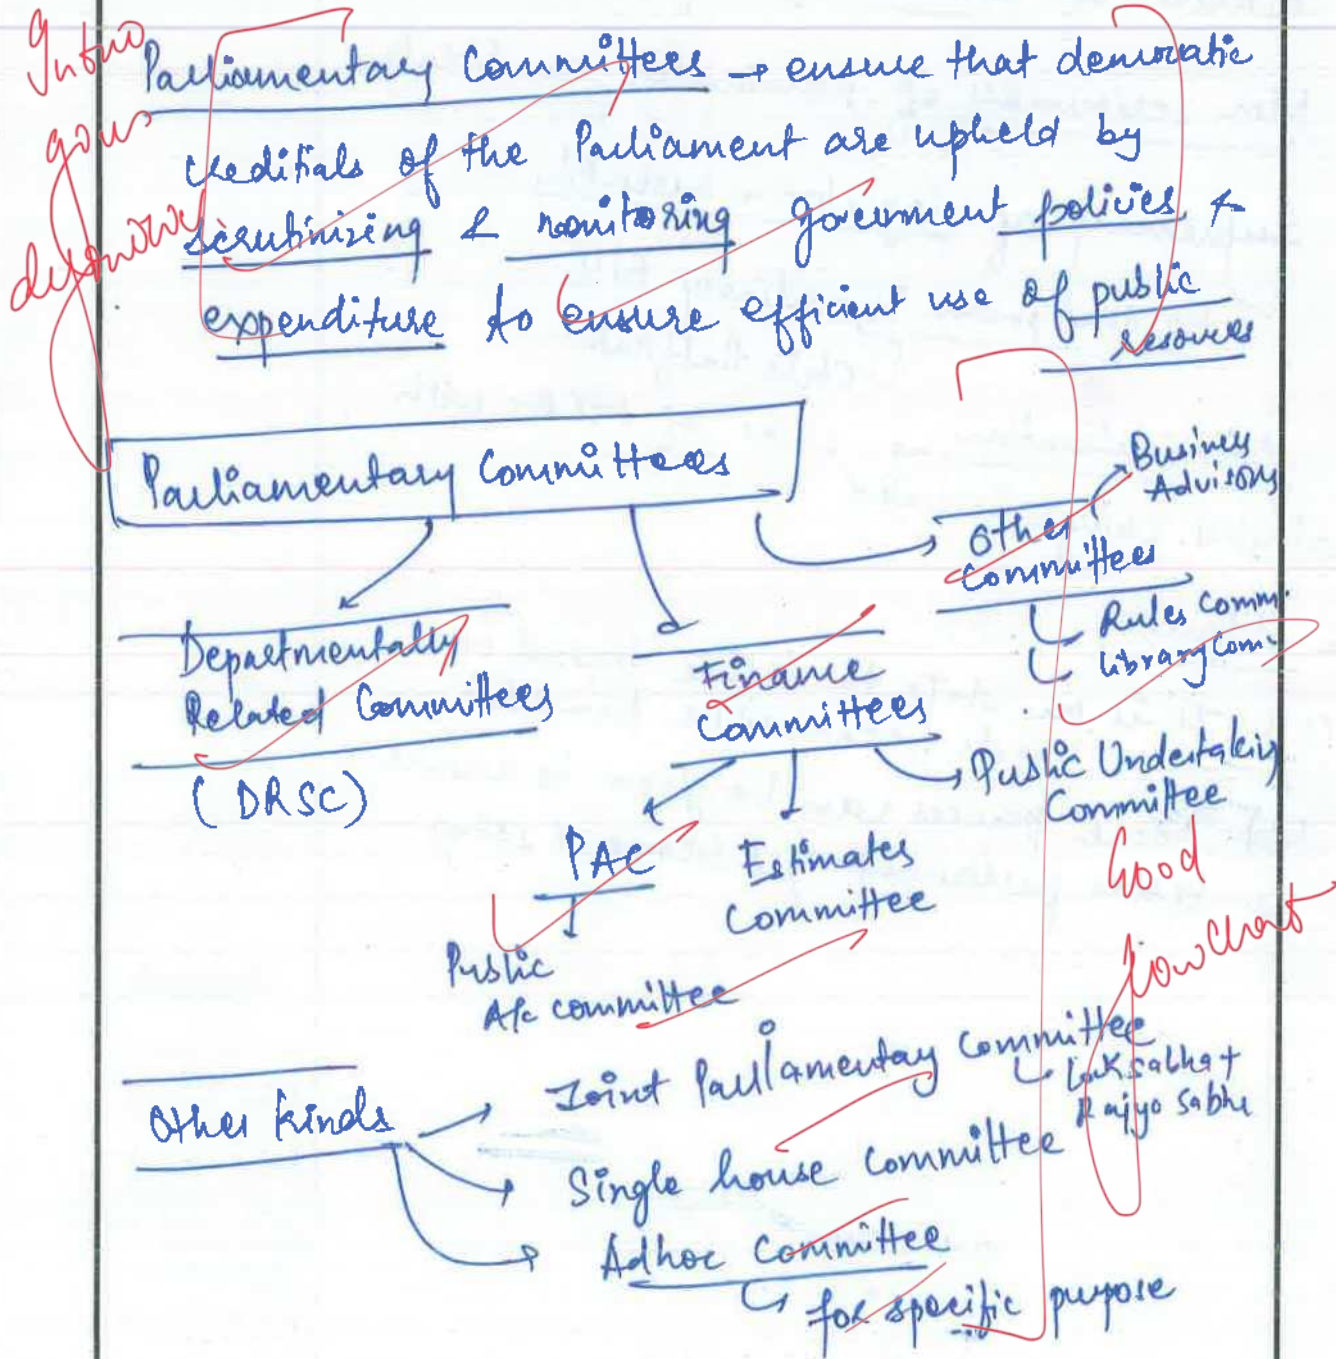 Intro
gives
definition
Parliamentary Committees → ensure that democratic
creditials of the Parliament are upheld by
scrutinizing & monitoring government policies &
expenditure to ensure efficient use of public
resources
Parliamentary Committees
Business
Advisory
Other
Committees
Rules Comm.
Library Com.
Departmentally
Related Committees
(DRSC)
Finance
Committees
Public Undertaking
Committee
PAC
Estimates
Committee
Good
flowchart
Public
A/c committee
Other kinds
Joint Parliamentary Committee
Lok Sabha +
Rajya Sabha
Single house Committee
Adhoc Committee
for specific purpose